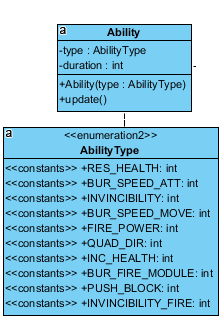 a
Ability
-type : AbilityType
-duration : int
+Ability(type : AbilityType)
+update()
a
<<enumeration2>>
AbilityType
<<constants>> +RES_HEALTH: int
<<constants>> +BUR_SPEED_ATT: int
<<constants>> +INVINCIBILITY: int
<<constants>> +BUR_SPEED_MOVE: int
<<constants>> +FIRE_POWER: int
<<constants>> +QUAD_DIR: int
<<constants>> +INC_HEALTH: int
<<constants>> +BUR_FIRE_MODULE: int
<<constants>> +PUSH_BLOCK: int
<<constants>> +INVINCIBILITY_FIRE: int